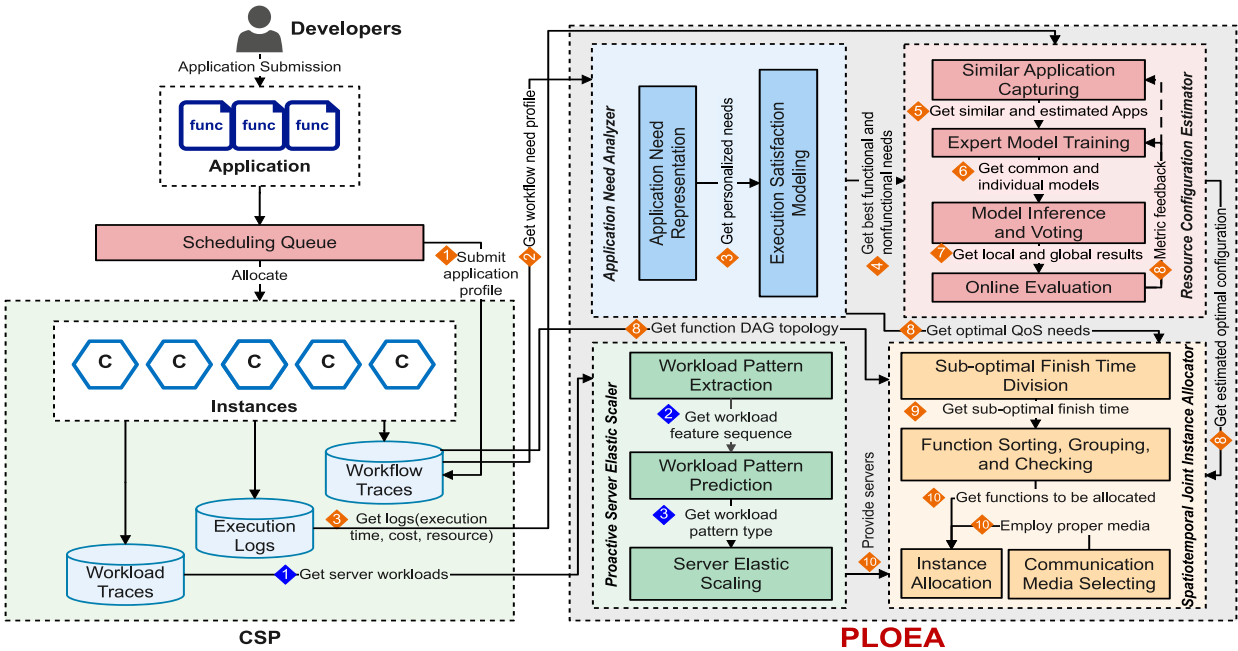 Developers
Application Submission
func
func
func
Application
Scheduling Queue
Allocate
1
Submit
application
profile
C
C
C
C
C
Instances
Workflow
Traces
Execution
Logs
Workload
Traces
CSP
2
Get workflow need profile
3
Get logs(execution
time, cost, resource)
1
Get server workloads
8
Get function DAG topology
Application Need Analyzer
Application Need
Representation
3
Get personalized needs
Execution Satisfaction
Modeling
4
Get best functional and
nonfunctional needs
8
Get optimal QoS needs
Similar Application
Capturing
5
Get similar and estimated Apps
Expert Model Training
6
Get common and
individual models
Model Inference
and Voting
7
Get local and global results
Online Evaluation
8
Metric feedback
Resource Configuration Estimator
8
Get estimated optimal configuration
Proactive Server Elastic Scaler
Workload Pattern
Extraction
2
Get workload
feature sequence
Workload Pattern
Prediction
3
Get workload
pattern type
Server Elastic
Scaling
10
Provide servers
Sub-optimal Finish Time
Division
9
Get sub-optimal finish time
Function Sorting, Grouping,
and Checking
10
Get functions to be allocated
10
Employ proper media
Instance
Allocation
Communication
Media Selecting
Spatiotemporal Joint Instance Allocator
PLOEA